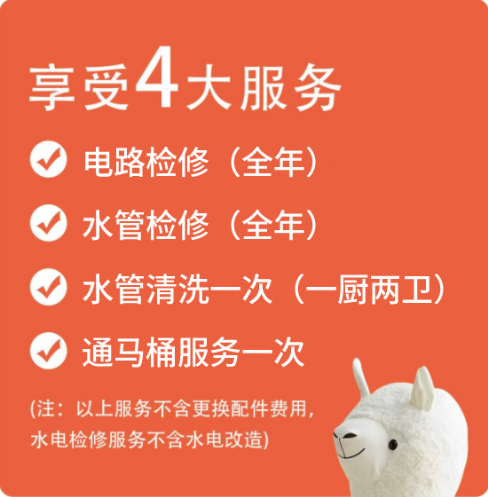 享受4大服务
电路检修（全年）
水管检修（全年）
水管清洗一次（一厨两卫）
通马桶服务一次
(注：以上服务不含更换配件费用，
水电检修服务不含水电改造)